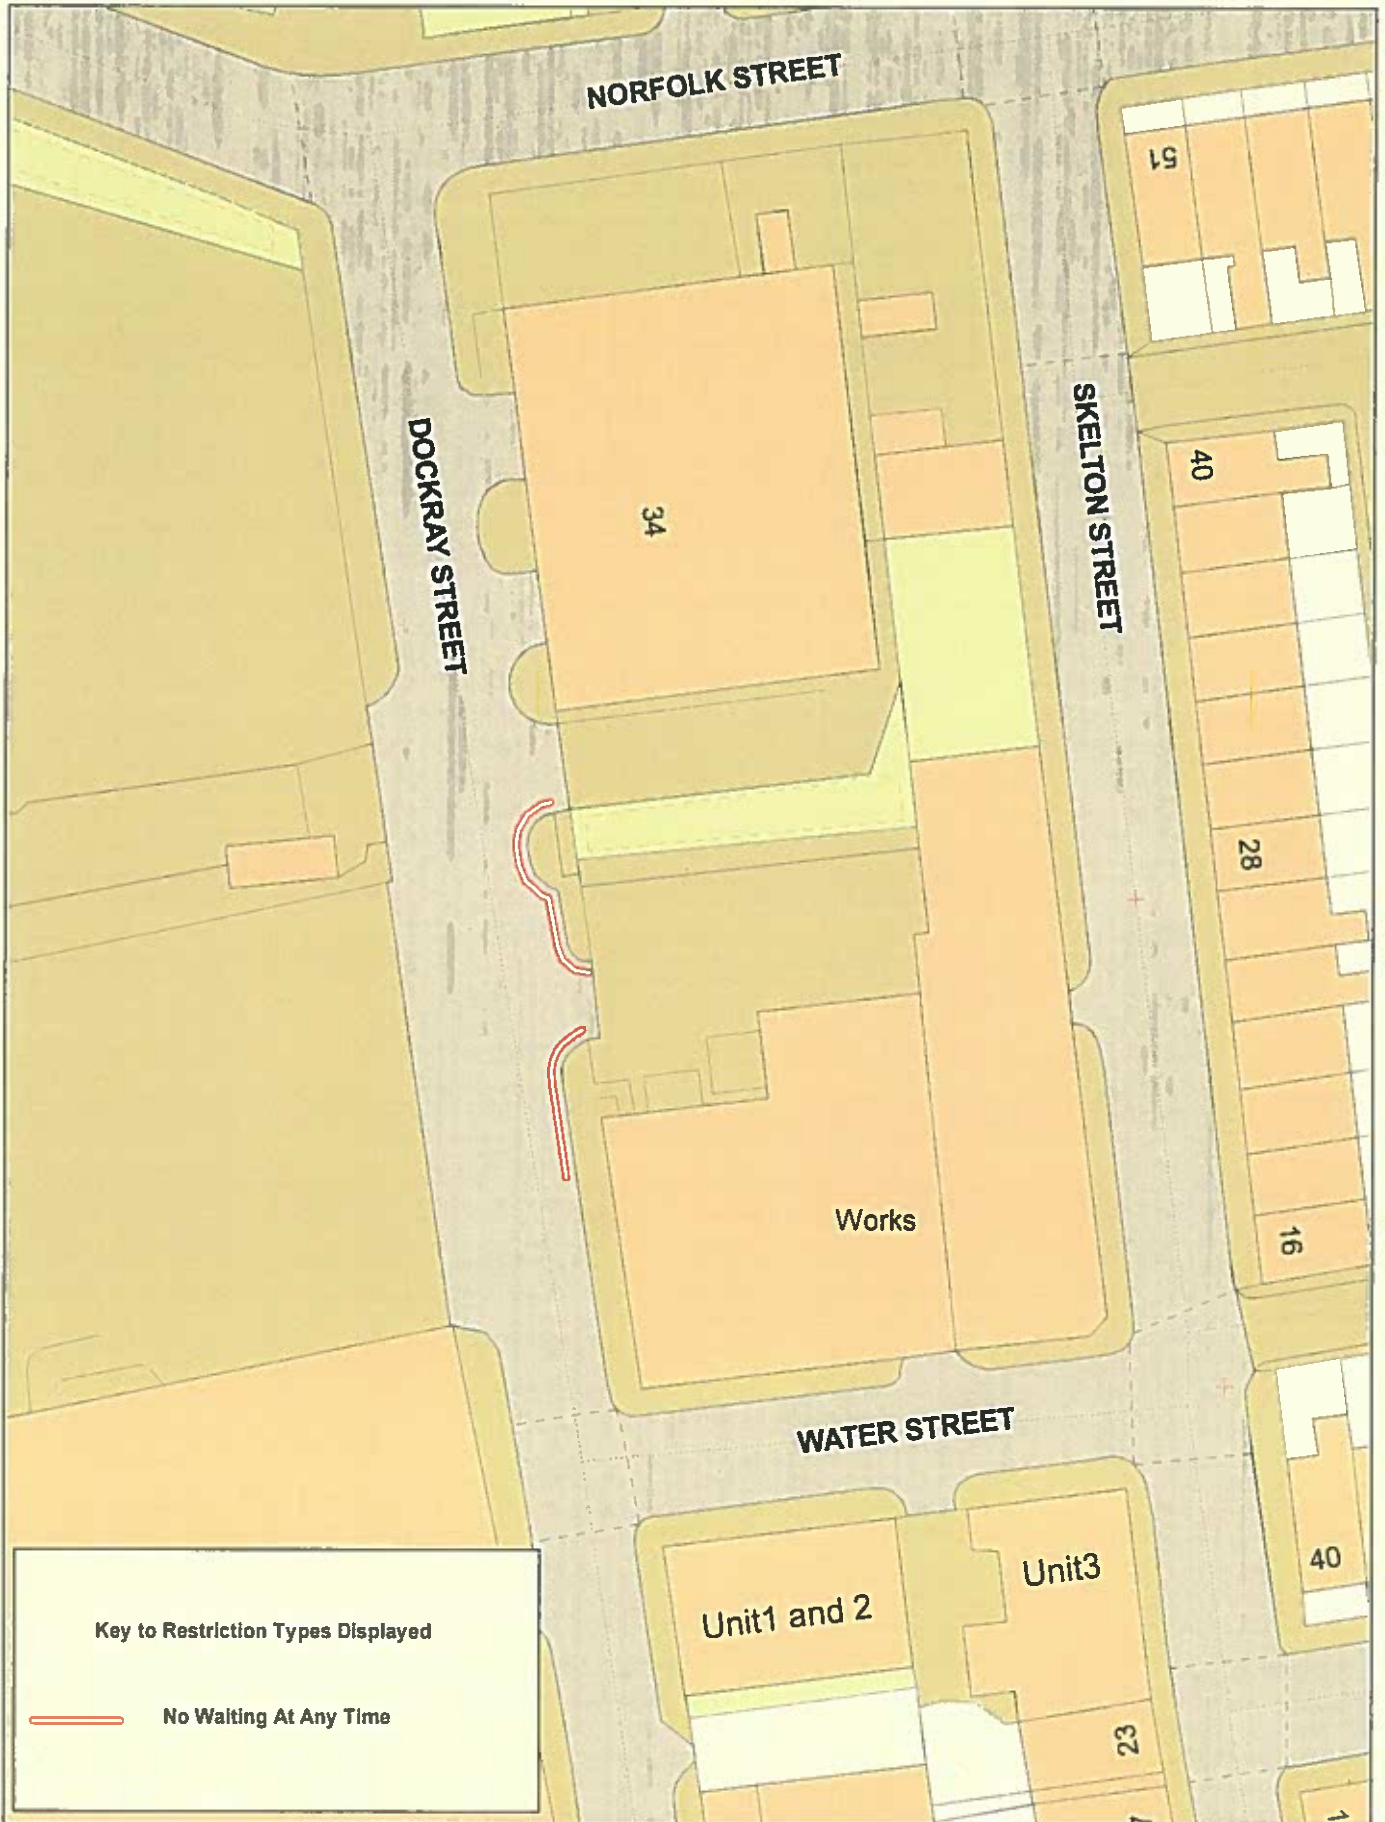 NORFOLK STREET
51
DOCKRAY STREET
SKELTON STREET
40
34
28
Works
16
WATER STREET
Unit3
40
Unit1 and 2
Key to Restriction Types Displayed
No Waiting At Any Time
23